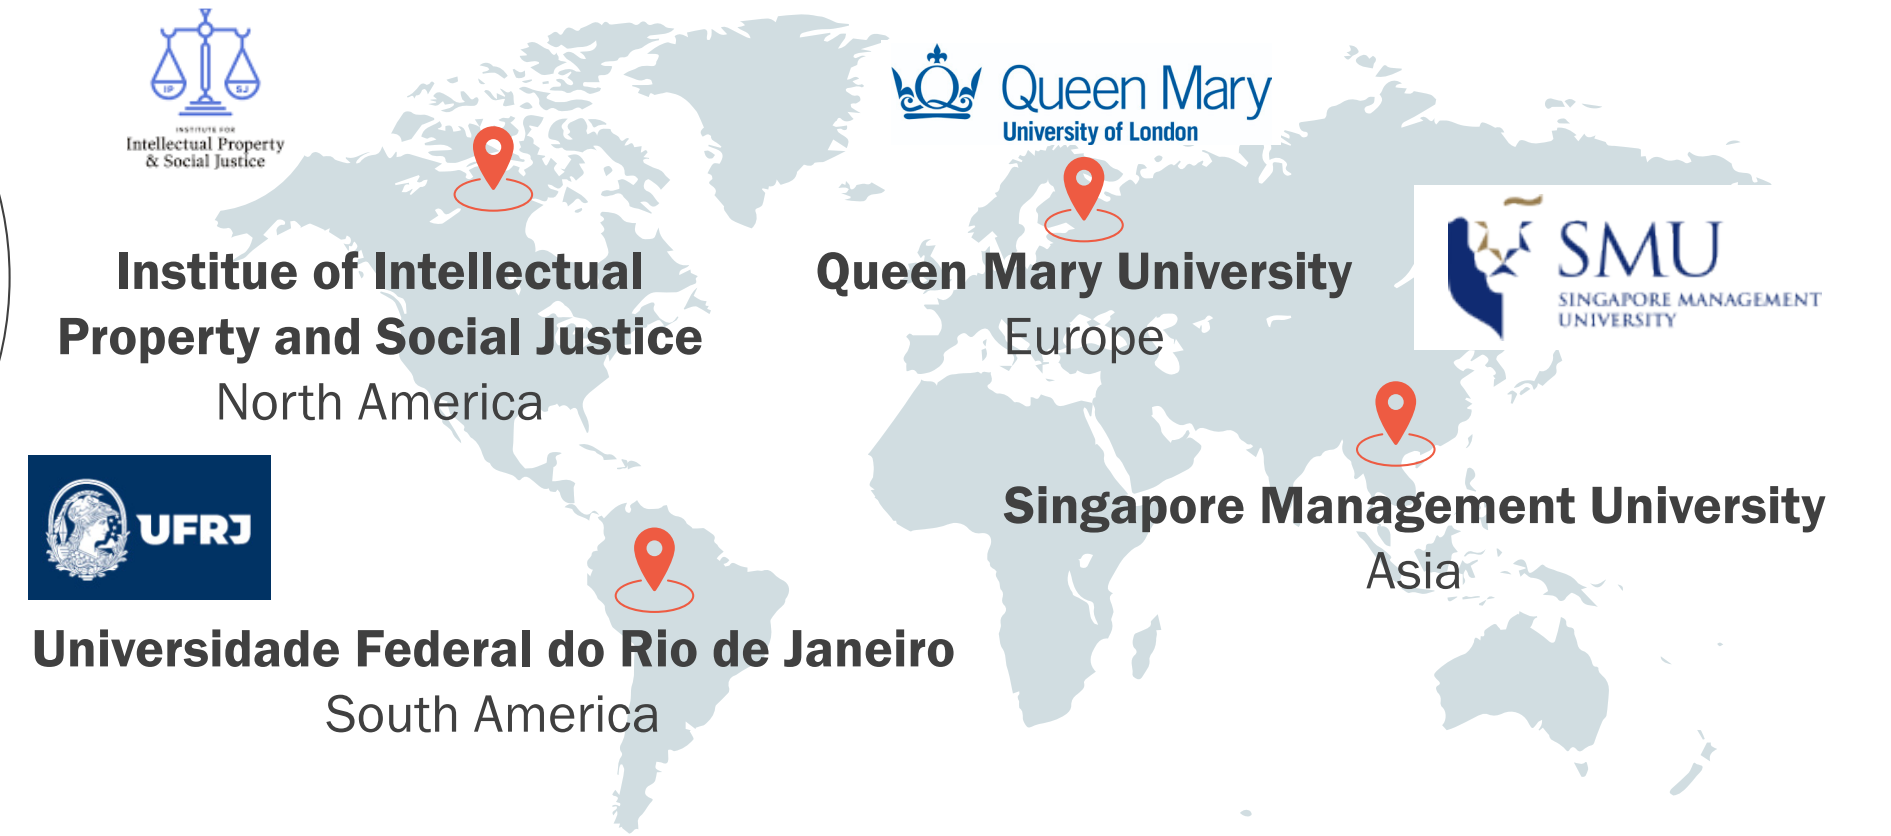 IP SJ
INSTITUTE FOR
Intellectual Property
& Social Justice
Institue of Intellectual
Property and Social Justice
North America
Queen Mary
University of London
Queen Mary University
Europe
SMU
SINGAPORE MANAGEMENT
UNIVERSITY
Singapore Management University
Asia
UFRJ
Universidade Federal do Rio de Janeiro
South America